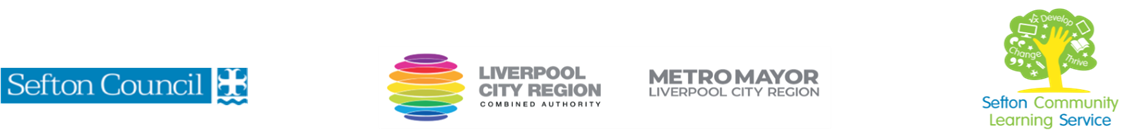 Sefton Council
LIVERPOOL
CITY REGION
COMBINED AUTHORITY
METRO MAYOR
LIVERPOOL CITY REGION
Develop
Change
Thrive
Sefton Community
Learning Service